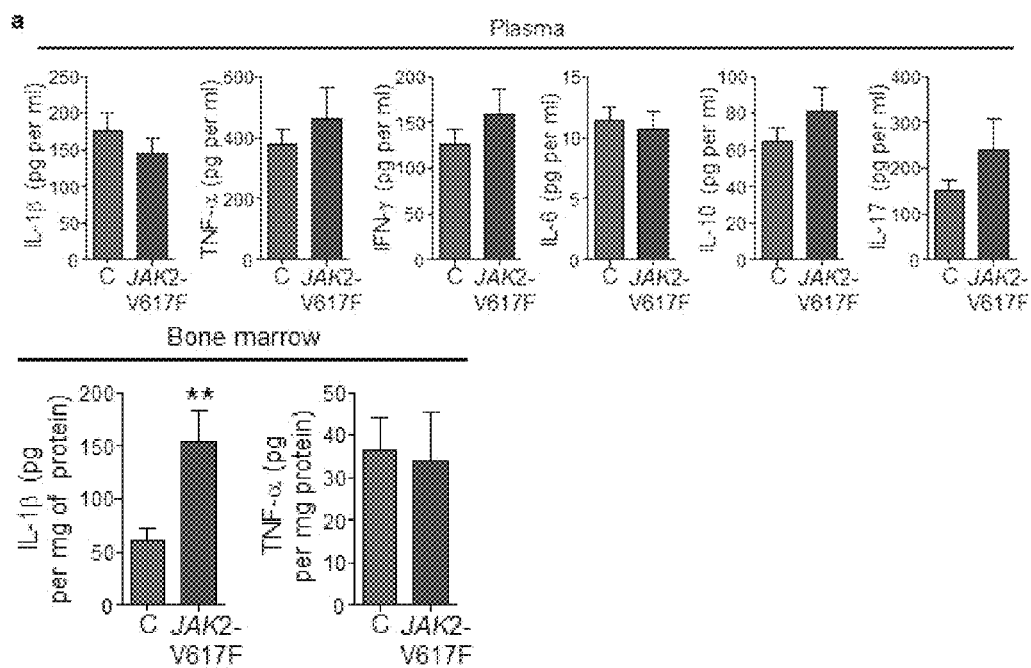 a
Plasma
IL-1β (pg per ml)
250
200
150
100
50
0
C
JAK2-
V617F
TNF-α (pg per ml)
600
400
200
0
C
JAK2-
V617F
IFN-γ (pg per ml)
200
150
100
50
0
C
JAK2-
V617F
IL-6 (pg per ml)
15
10
5
0
C
JAK2-
V617F
IL-10 (pg per ml)
100
80
60
40
20
0
C
JAK2-
V617F
IL-17 (pg per ml)
400
300
200
100
0
C
JAK2-
V617F
Bone marrow
IL-1β (pg
per mg of protein)
200
150
100
50
0
**
C
JAK2-
V617F
TNF-α (pg
per mg protein)
50
40
30
20
10
0
C
JAK2-
V617F